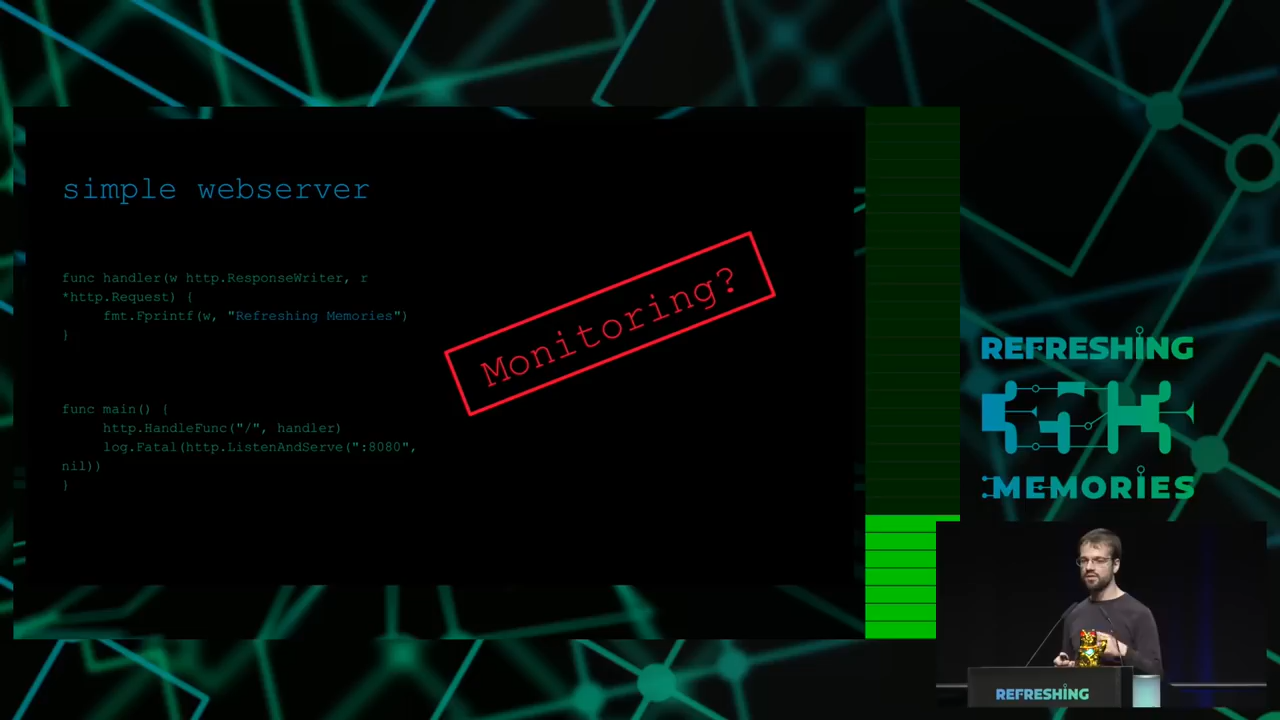 simple webserver
func handler(w http.ResponseWriter, r
*http.Request) {
fmt.Fprintf(w, "Refreshing Memories")
}
Monitoring?
func main() {
http.HandleFunc("/", handler)
log.Fatal(http.ListenAndServe(":8080",
nil))
}
REFRESHING
MEMORIES
REFRESHING